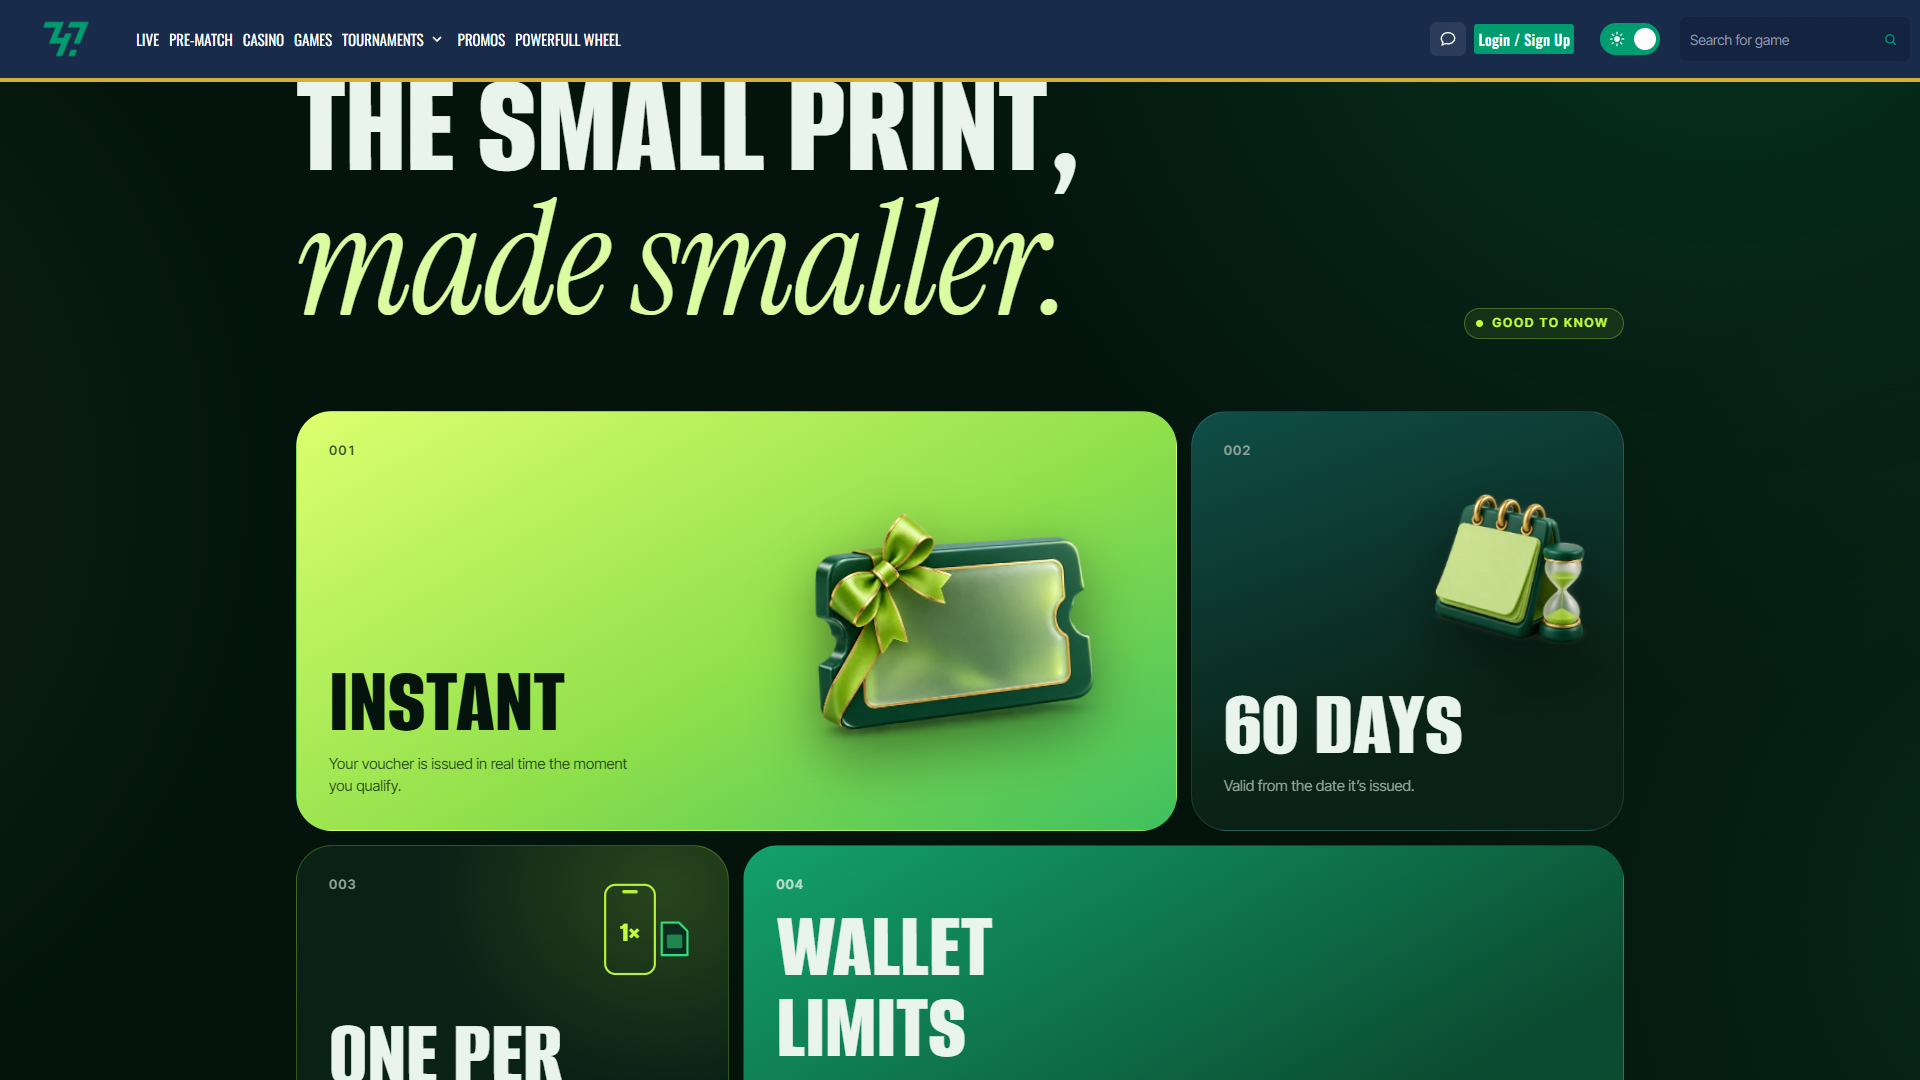 LIVE PRE-MATCH CASINO GAMES TOURNAMENTS PROMOS POWERFULL WHEEL
Login / Sign Up
Search for game
THE SMALL PRINT,
made smaller.
GOOD TO KNOW
001
INSTANT
Your voucher is issued in real time the moment
you qualify.
002
60 DAYS
Valid from the date it’s issued.
003
1×
ONE PER
004
WALLET
LIMITS